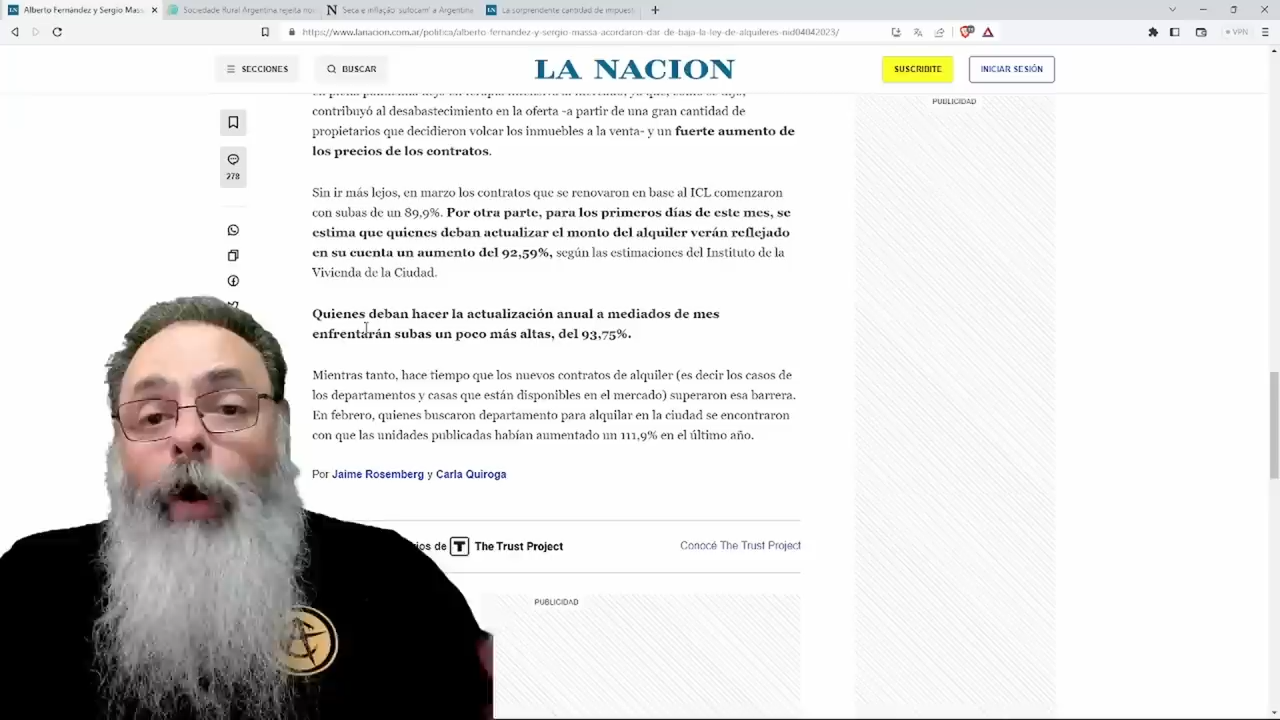 Alberto Fernández y Sergio Mass
Sociedade Rural Argentina rejeita no
Seca e inflação 'sufocam' a Argentina
La sorprendente cantidad de impuest
https://www.lanacion.com.ar/politica/alberto-fernandez-y-sergio-massa-acordaron-dar-de-baja-la-ley-de-alquileres-nid04042023/
VPN
SECCIONES
BUSCAR
LA NACION
SUSCRIBITE
INICIAR SESIÓN
PUBLICIDAD
contribuyó al desabastecimiento en la oferta -a partir de una gran cantidad de
propietarios que decidieron volcar los inmuebles a la venta- y un fuerte aumento de
los precios de los contratos.
278
Sin ir más lejos, en marzo los contratos que se renovaron en base al ICL comenzaron
con subas de un 89,9%. Por otra parte, para los primeros días de este mes, se
estima que quienes deban actualizar el monto del alquiler verán reflejado
en su cuenta un aumento del 92,59%, según las estimaciones del Instituto de la
Vivienda de la Ciudad.
Quienes deban hacer la actualización anual a mediados de mes
enfrentarán subas un poco más altas, del 93,75%.
Mientras tanto, hace tiempo que los nuevos contratos de alquiler (es decir los casos de
los departamentos y casas que están disponibles en el mercado) superaron esa barrera.
En febrero, quienes buscaron departamento para alquilar en la ciudad se encontraron
con que las unidades publicadas habían aumentado un 111,9% en el último año.
Por Jaime Rosemberg y Carla Quiroga
ios de T The Trust Project
Conocé The Trust Project
PUBLICIDAD